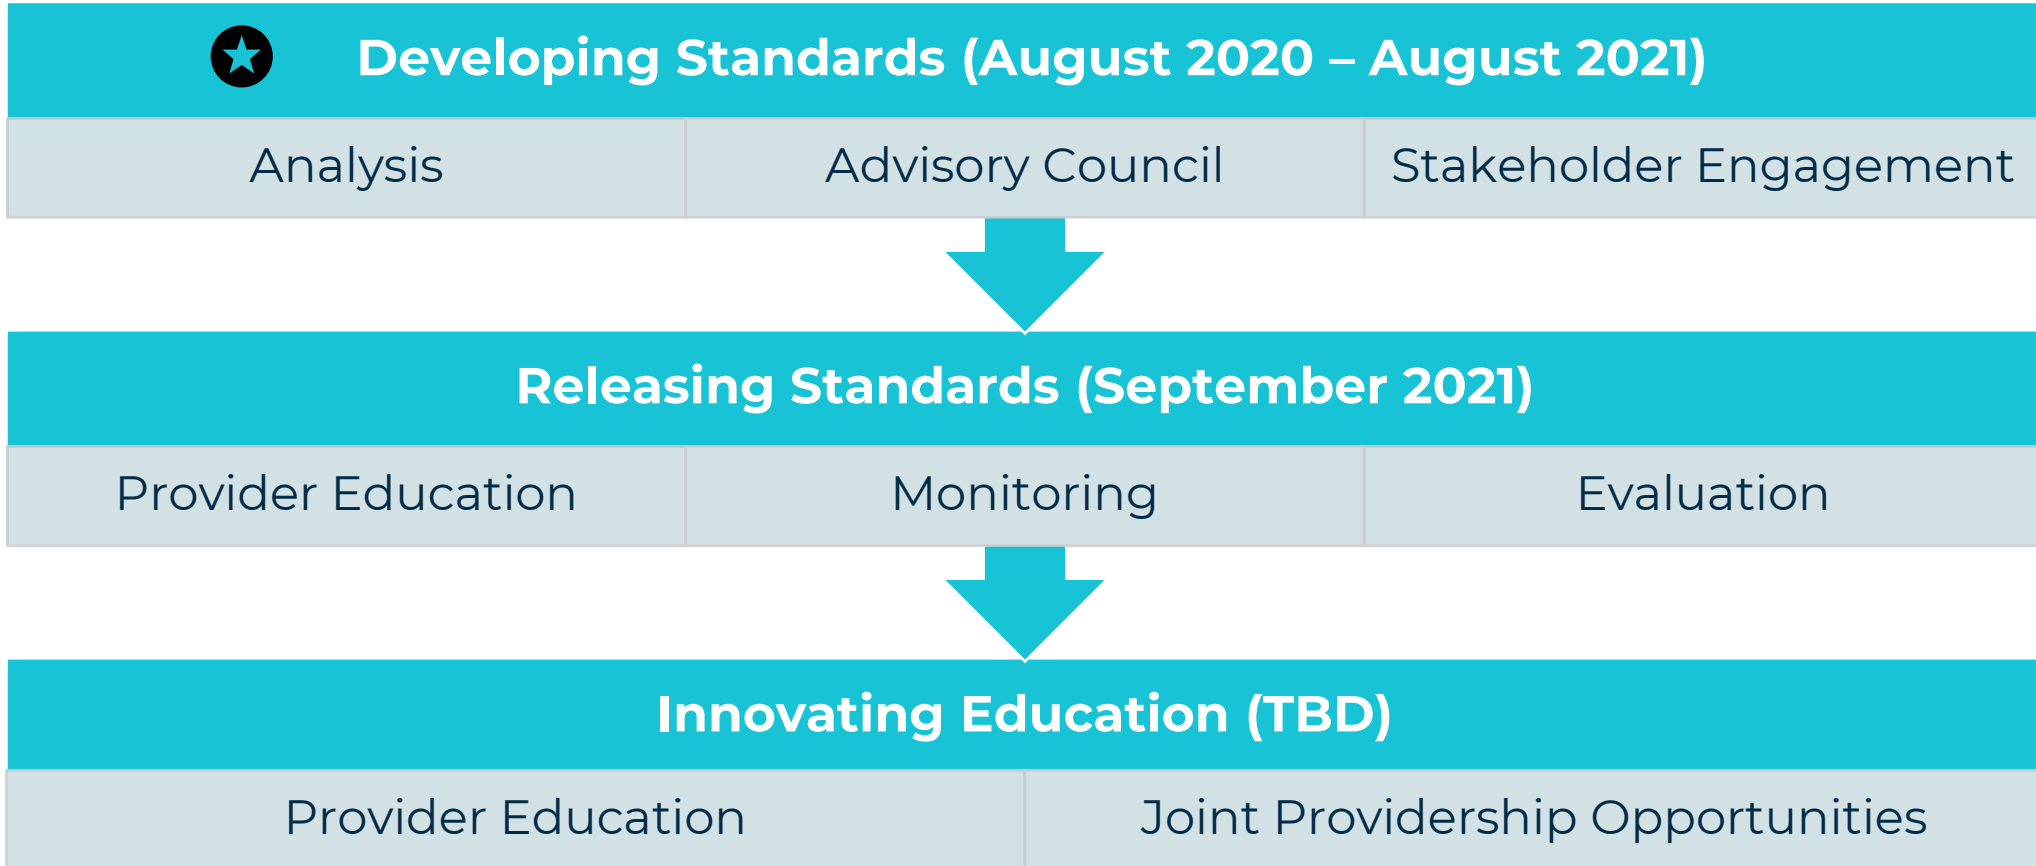 Developing Standards (August 2020 – August 2021)
Analysis
Advisory Council
Stakeholder Engagement
Releasing Standards (September 2021)
Provider Education
Monitoring
Evaluation
Innovating Education (TBD)
Provider Education
Joint Providership Opportunities